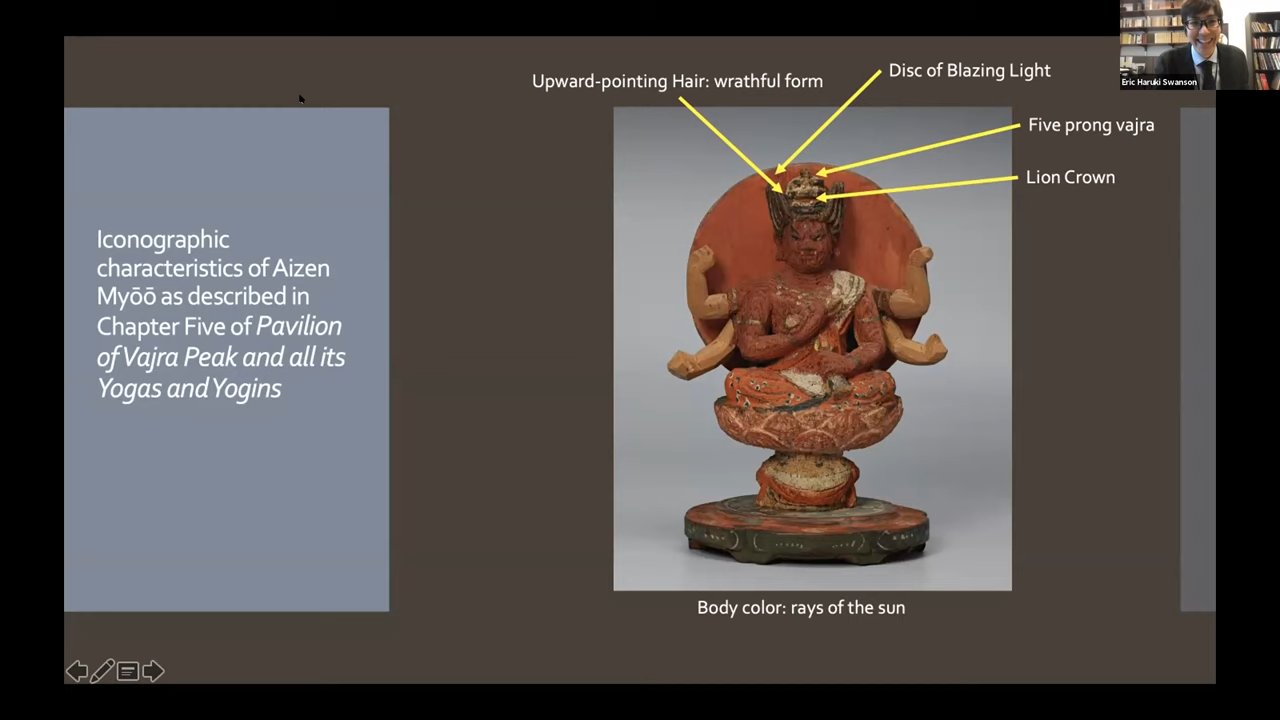 Eric Haruki Swanson
Upward-pointing Hair: wrathful form
Disc of Blazing Light
Five prong vajra
Lion Crown
Iconographic
characteristics of Aizen
Myōō as described in
Chapter Five of Pavilion
of Vajra Peak and all its
Yogas and Yogins
Body color: rays of the sun